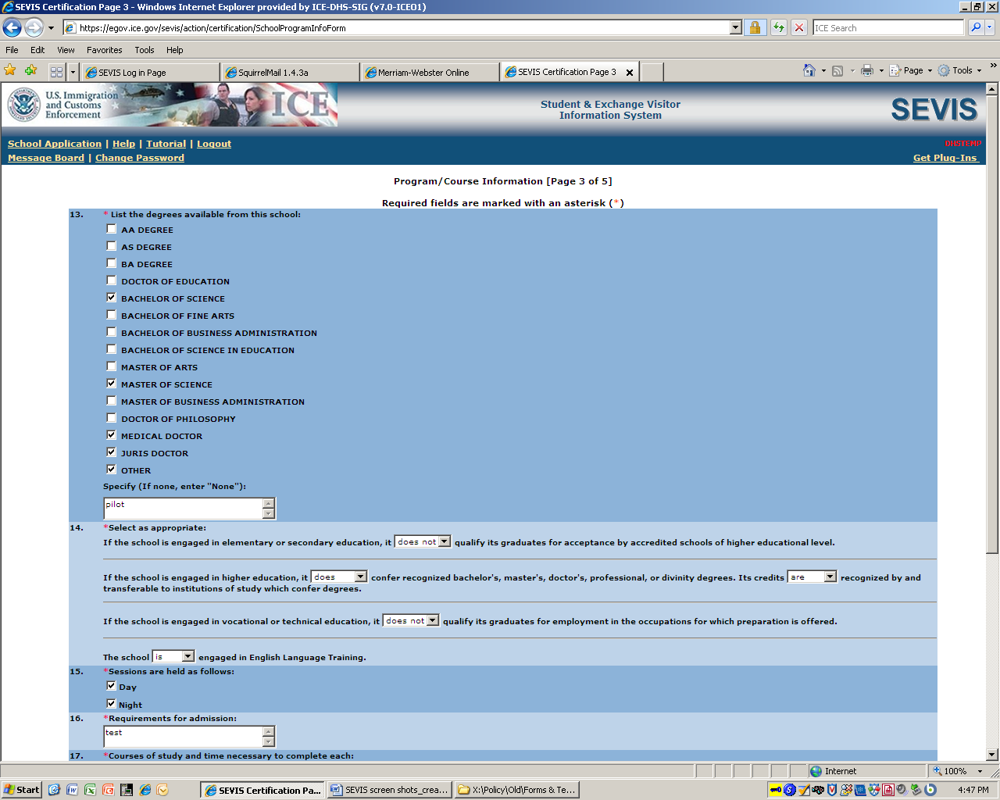 SEVIS Certification Page 3 - Windows Internet Explorer provided by ICE-DHS-SIG (v7.0-ICE01)
https://egov.ice.gov/sevis/action/certification/SchoolProgramInfoForm
ICE Search
File Edit View Favorites Tools Help
SEVIS Log in Page
SquirrelMail 1.4.3a
Merriam-Webster Online
SEVIS Certification Page 3
Page
Tools
U.S. Immigration
and Customs
Enforcement
ICE
Student & Exchange Visitor
Information System
SEVIS
School Application | Help | Tutorial | Logout
DHSTEMP
Message Board | Change Password
Get Plug-Ins
Program/Course Information [Page 3 of 5]
Required fields are marked with an asterisk (*)
13. * List the degrees available from this school:
AA DEGREE
AS DEGREE
BA DEGREE
DOCTOR OF EDUCATION
BACHELOR OF SCIENCE
BACHELOR OF FINE ARTS
BACHELOR OF BUSINESS ADMINISTRATION
BACHELOR OF SCIENCE IN EDUCATION
MASTER OF ARTS
MASTER OF SCIENCE
MASTER OF BUSINESS ADMINISTRATION
DOCTOR OF PHILOSOPHY
MEDICAL DOCTOR
JURIS DOCTOR
OTHER
Specify (If none, enter "None"):
pilot
14. *Select as appropriate:
If the school is engaged in elementary or secondary education, it does not qualify its graduates for acceptance by accredited schools of higher educational level.
If the school is engaged in higher education, it does confer recognized bachelor's, master's, doctor's, professional, or divinity degrees. Its credits are recognized by and
transferable to institutions of study which confer degrees.
If the school is engaged in vocational or technical education, it does not qualify its graduates for employment in the occupations for which preparation is offered.
The school is engaged in English Language Training.
15. *Sessions are held as follows:
Day
Night
16. *Requirements for admission:
test
17. *Courses of study and time necessary to complete each:
Internet
100%
Start
SEVIS Certification Pa...
SEVIS screen shots_crea...
X:\Policy\Old\Forms & Te...
4:47 PM